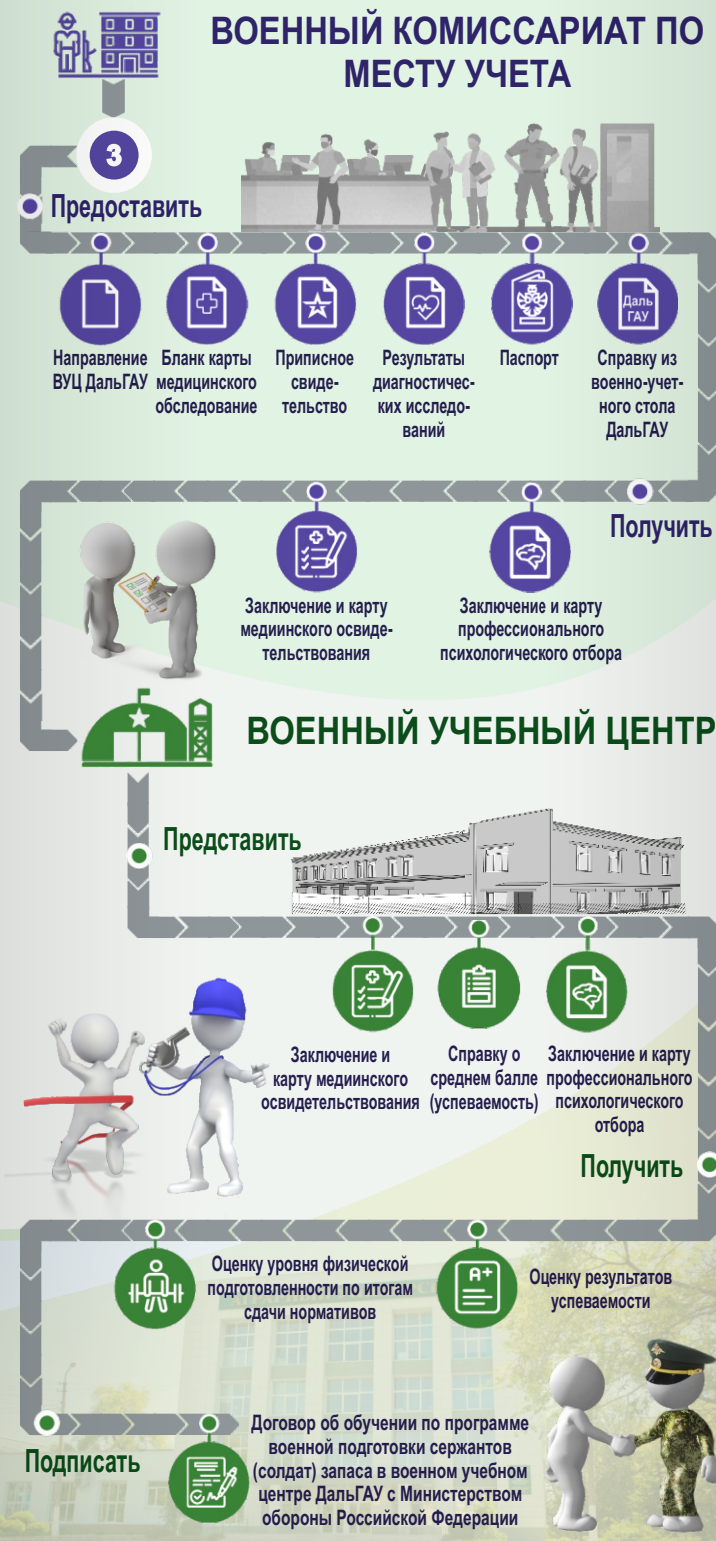 ВОЕННЫЙ КОМИССАРИАТ ПО
МЕСТУ УЧЕТА
3
Предоставить
Направление
ВУЦ ДальГАУ
Бланк карты
медицинского
обследование
Приписное
свиде-
тельство
Результаты
диагностичес-
ких исследо-
ваний
Паспорт
Даль
ГАУ
Справку из
военно-учет-
ного стола
ДальГАУ
Получить
Заключение и карту
медиинского освиде-
тельствования
Заключение и карту
профессионального
психологического отбора
ВОЕННЫЙ УЧЕБНЫЙ ЦЕНТР
Представить
Заключение и
карту медиинского
освидетельствования
Справку о
среднем балле
(успеваемость)
Заключение и карту
профессионального
психологического
отбора
Получить
Оценку уровня физической
подготовленности по итогам
сдачи нормативов
A+
Оценку результатов
успеваемости
Подписать
Договор об обучении по программе
военной подготовки сержантов
(солдат) запаса в военном учебном
центре ДальГАУ с Министерством
обороны Российской Федерации